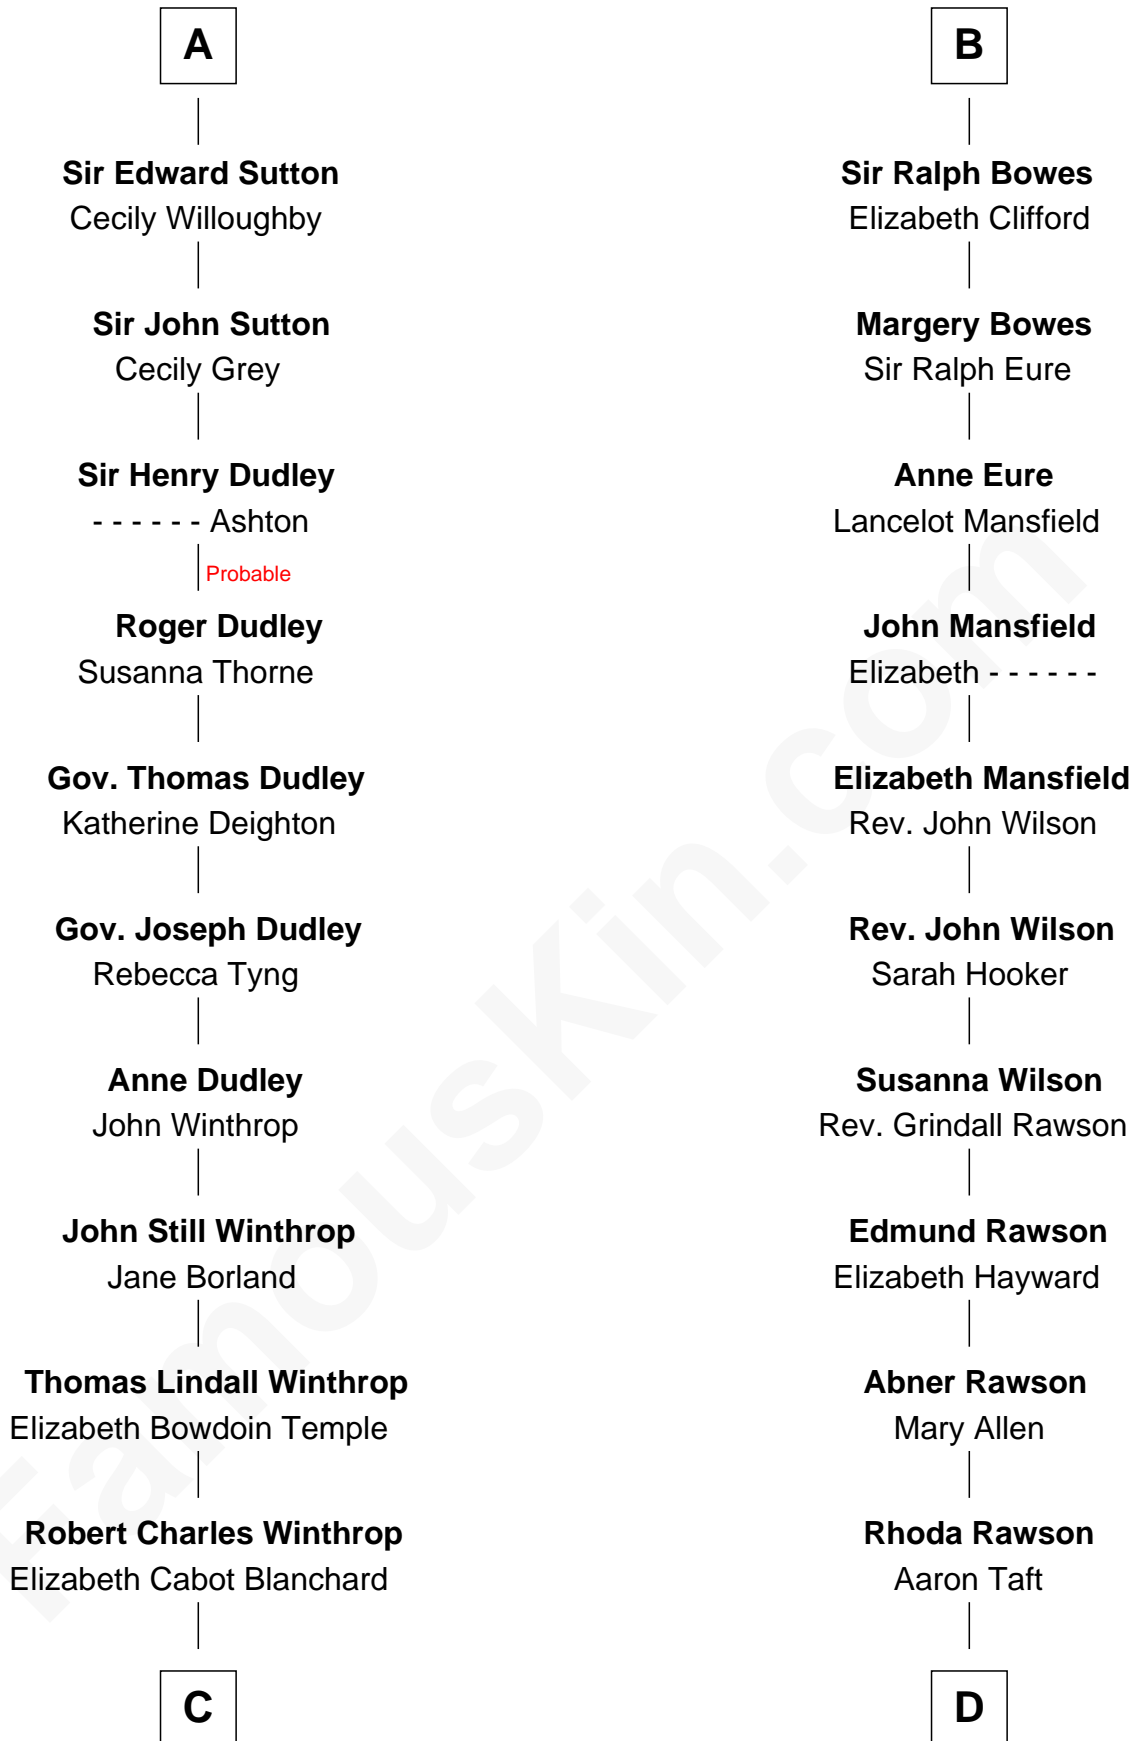 A
Sir Edward Sutton
Cecily Willoughby
Sir John Sutton
Cecily Grey
Sir Henry Dudley
- - - - - - Ashton
Probable
Roger Dudley
Susanna Thorne
Gov. Thomas Dudley
Katherine Deighton
Gov. Joseph Dudley
Rebecca Tyng
Anne Dudley
John Winthrop
John Still Winthrop
Jane Borland
Thomas Lindall Winthrop
Elizabeth Bowdoin Temple
Robert Charles Winthrop
Elizabeth Cabot Blanchard
C
B
Sir Ralph Bowes
Elizabeth Clifford
Margery Bowes
Sir Ralph Eure
Anne Eure
Lancelot Mansfield
John Mansfield
Elizabeth - - - - - -
Elizabeth Mansfield
Rev. John Wilson
Rev. John Wilson
Sarah Hooker
Susanna Wilson
Rev. Grindall Rawson
Edmund Rawson
Elizabeth Hayward
Abner Rawson
Mary Allen
Rhoda Rawson
Aaron Taft
D
FamousKin.com